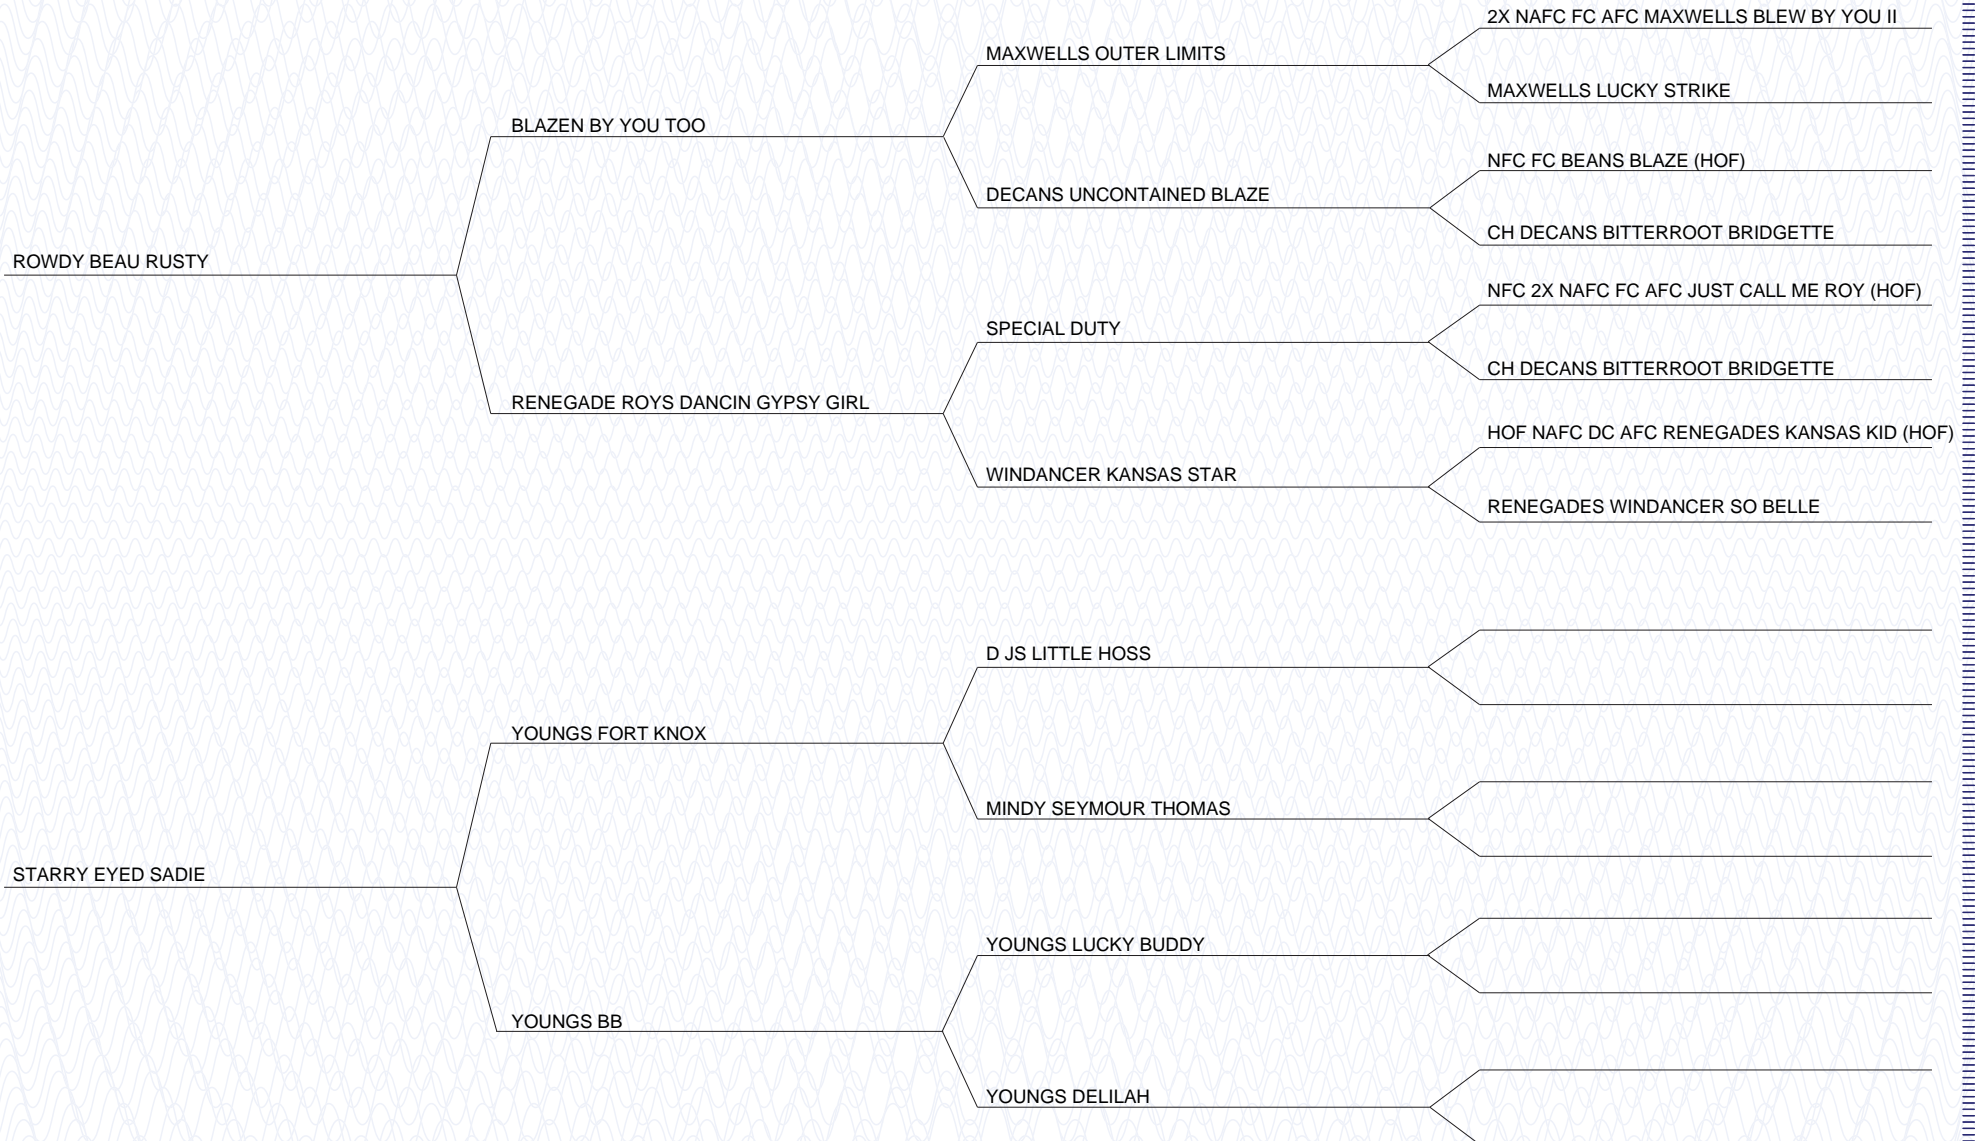 2X NAFC FC AFC MAXWELLS BLEW BY YOU II
MAXWELLS OUTER LIMITS
MAXWELLS LUCKY STRIKE
BLAZEN BY YOU TOO
NFC FC BEANS BLAZE (HOF)
DECANS UNCONTAINED BLAZE
CH DECANS BITTERROOT BRIDGETTE
ROWDY BEAU RUSTY
NFC 2X NAFC FC AFC JUST CALL ME ROY (HOF)
SPECIAL DUTY
CH DECANS BITTERROOT BRIDGETTE
RENEGADE ROYS DANCIN GYPSY GIRL
HOF NAFC DC AFC RENEGADES KANSAS KID (HOF)
WINDANCER KANSAS STAR
RENEGADES WINDANCER SO BELLE
D JS LITTLE HOSS
YOUNGS FORT KNOX
MINDY SEYMOUR THOMAS
STARRY EYED SADIE
YOUNGS LUCKY BUDDY
YOUNGS BB
YOUNGS DELILAH